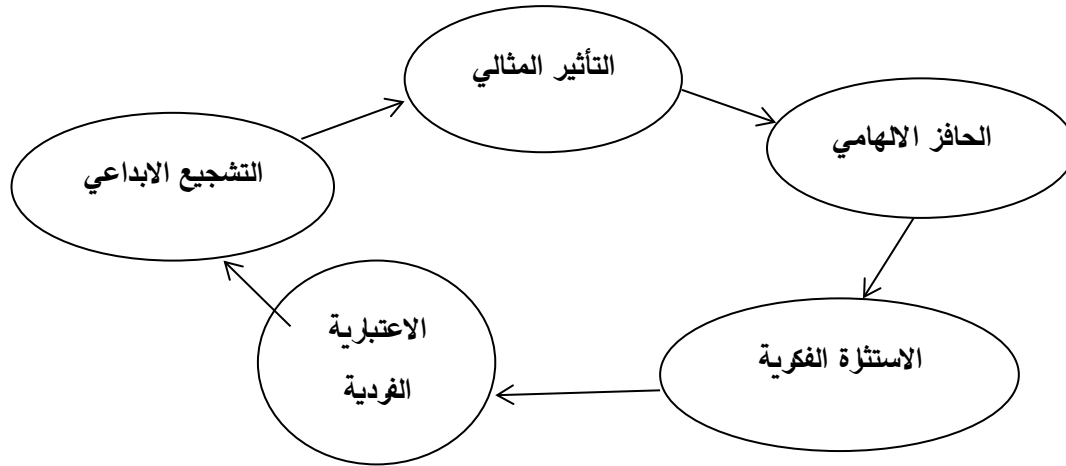 التأثير المثالي
الحافز الالهامي
الاستثارة الفكرية
الاعتبارية
الفردية
التشجيع الابداعي